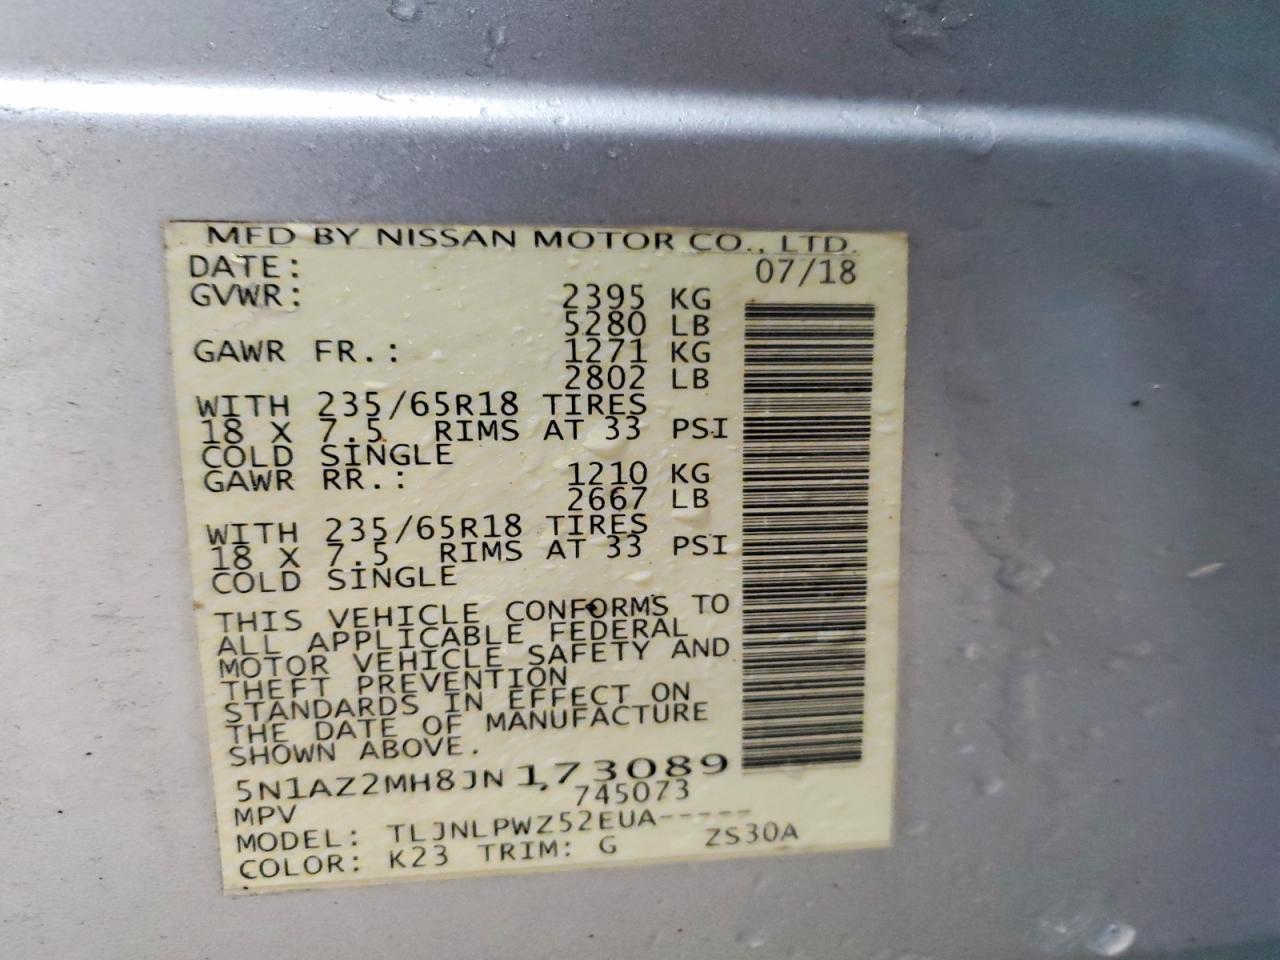 MFD BY NISSAN MOTOR CO., LTD.
DATE: 07/18
GVWR: 2395 KG
5280 LB
GAWR FR.: 1271 KG
2802 LB
WITH 235/65R18 TIRES
18 X 7.5 RIMS AT 33 PSI
COLD SINGLE
GAWR RR.: 1210 KG
2667 LB
WITH 235/65R18 TIRES
18 X 7.5 RIMS AT 33 PSI
COLD SINGLE
THIS VEHICLE CONFORMS TO
ALL APPLICABLE FEDERAL
MOTOR VEHICLE SAFETY AND
THEFT PREVENTION
STANDARDS IN EFFECT ON
THE DATE OF MANUFACTURE
SHOWN ABOVE.
5N1AZ2MH8JN173089
MPV 745073
MODEL: TLJNLPWZ52EUA-----
COLOR: K23 TRIM: G ZS30A